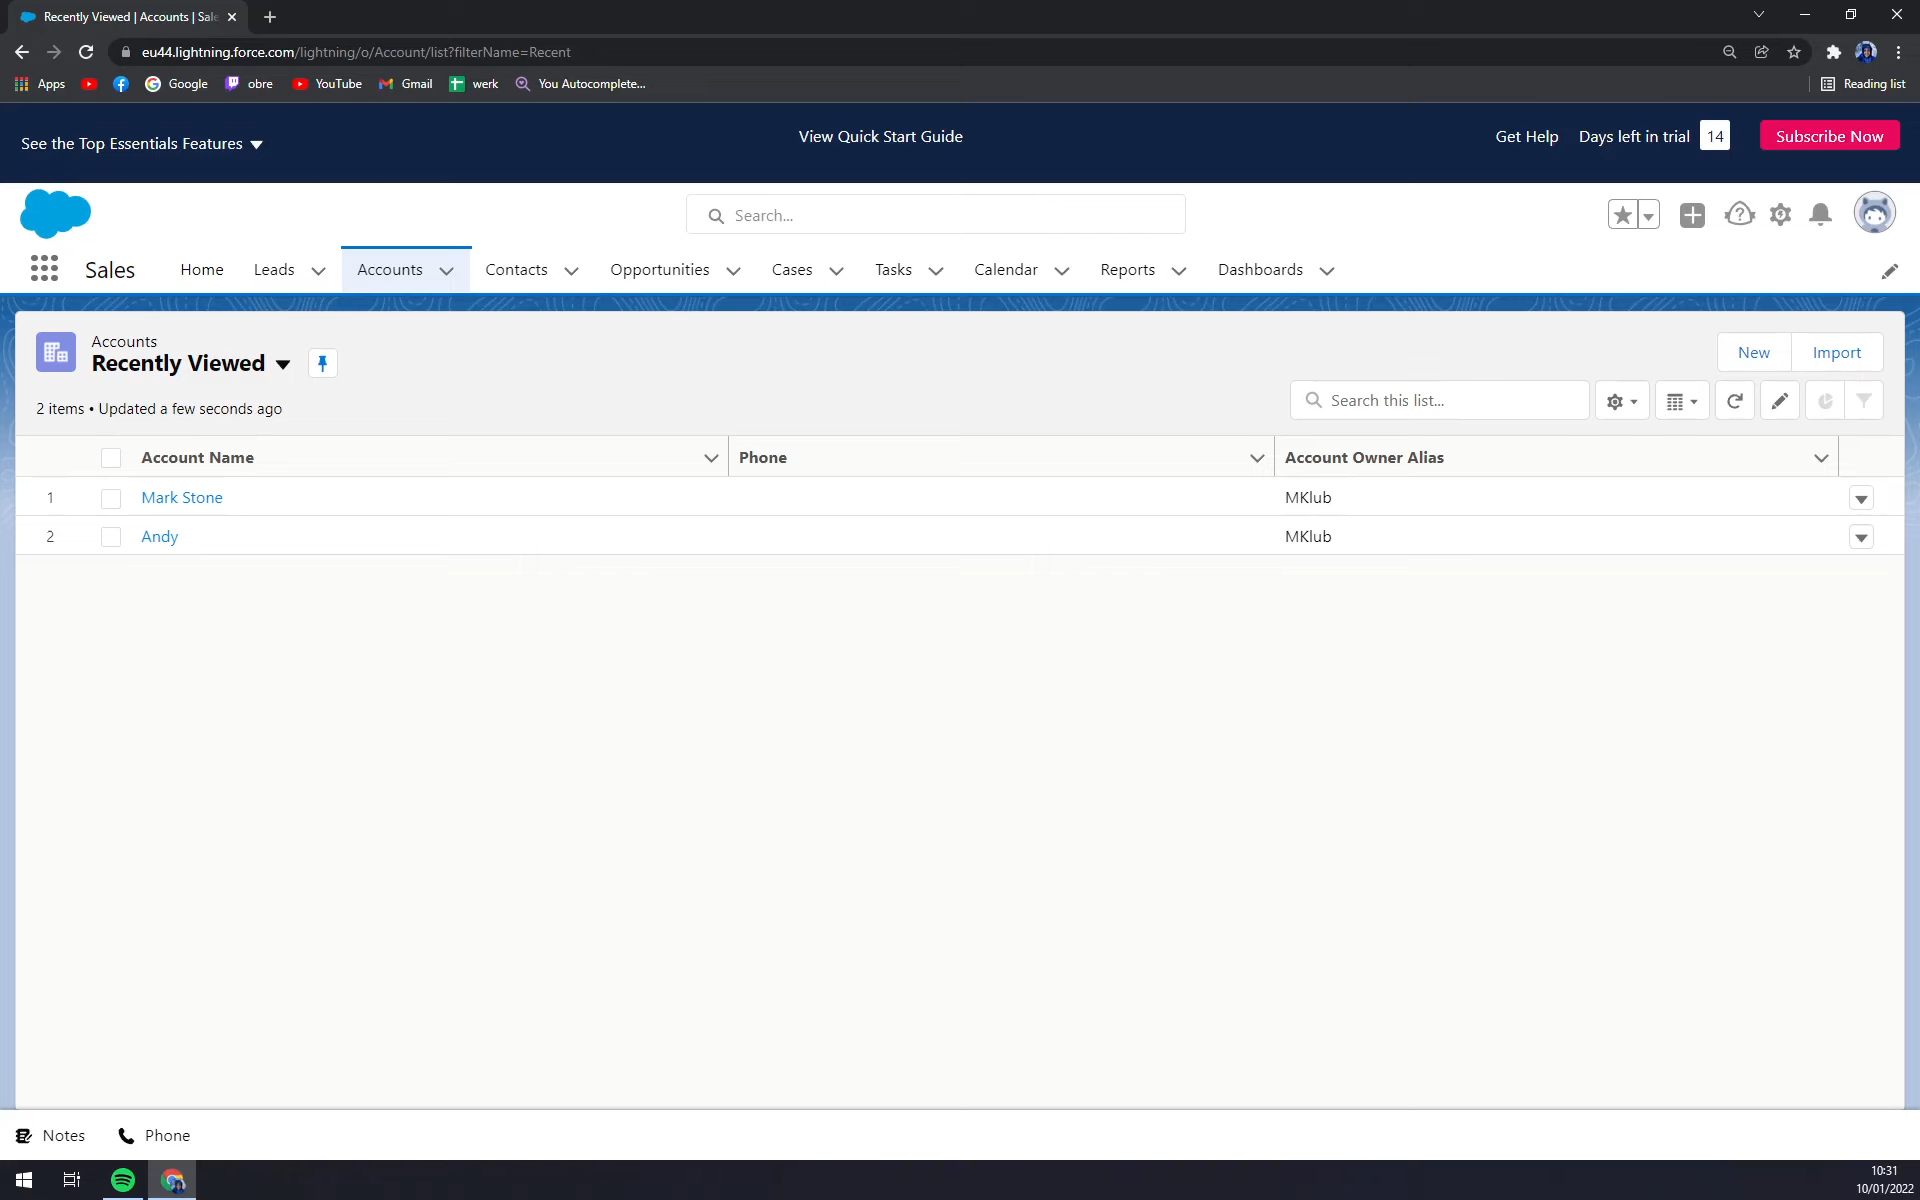 Recently Viewed | Accounts | Sale
eu44.lightning.force.com/lightning/o/Account/list?filterName=Recent
Apps Google obre YouTube Gmail werk You Autocomplete... Reading list
See the Top Essentials Features View Quick Start Guide Get Help Days left in trial 14 Subscribe Now
Search...
Sales Home Leads Accounts Contacts Opportunities Cases Tasks Calendar Reports Dashboards
Accounts
Recently Viewed
New Import
2 items • Updated a few seconds ago
Search this list...
Account Name Phone Account Owner Alias
1 Mark Stone MKlub
2 Andy MKlub
Notes Phone
10:31
10/01/2022